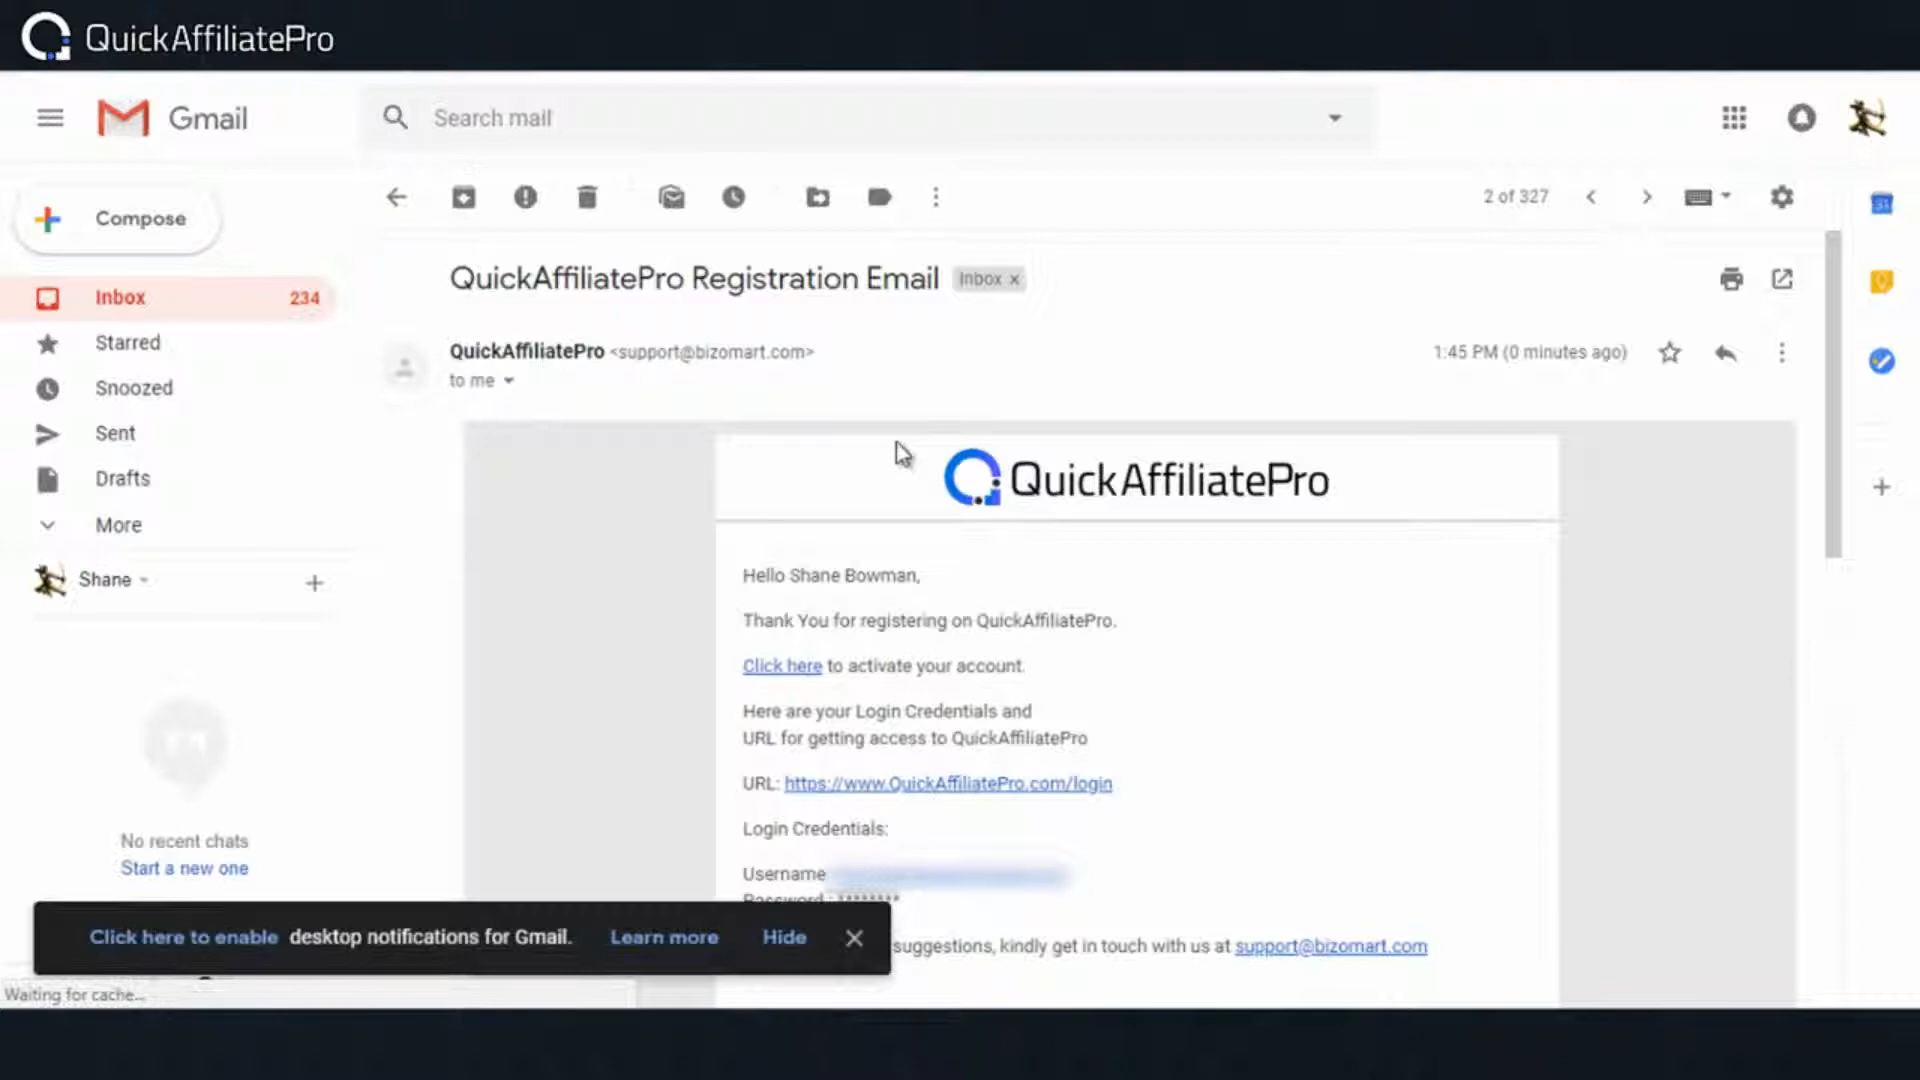 QuickAffiliatePro
Gmail
Search mail
Compose
2 of 327
31
Inbox 234
Starred
Snoozed
Sent
Drafts
More
Shane
No recent chats
Start a new one
QuickAffiliatePro Registration Email Inbox x
QuickAffiliatePro <support@bizomart.com> 1:45 PM (0 minutes ago)
to me
QuickAffiliatePro
Hello Shane Bowman,
Thank You for registering on QuickAffiliatePro.
Click here to activate your account.
Here are your Login Credentials and
URL for getting access to QuickAffiliatePro
URL: https://www.QuickAffiliatePro.com/login
Login Credentials:
Username
Password : ********
suggestions, kindly get in touch with us at support@bizomart.com
Click here to enable desktop notifications for Gmail. Learn more Hide
Waiting for cache...